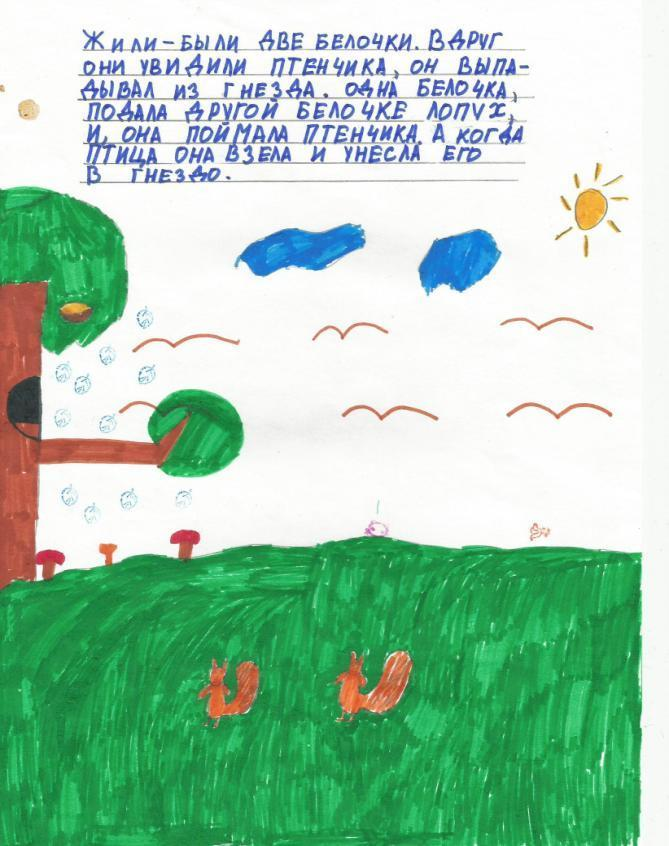 ЖИЛИ-БЫЛИ ДВЕ БЕЛОЧКИ. ВДРУГ
ОНИ УВИДИЛИ ПТЕНЧИКА, ОН ВЫПА-
ДЫВАЛ ИЗ ГНЕЗДА. ОДНА БЕЛОЧКА,
ПОДАЛА ДРУГОЙ БЕЛОЧКЕ ЛОПУХ,
И, ОНА ПОЙМАЛА ПТЕНЧИКА. А КОГДА
ПТИЦА ОНА ВЗЕЛА И УНЕСЛА ЕГО
В ГНЕЗДО.